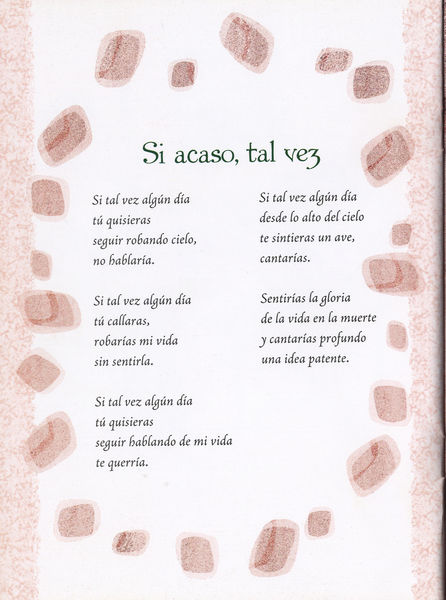 Si acaso, tal vez
Si tal vez algún día
tú quisieras
seguir robando cielo,
no hablaría.
Si tal vez algún día
tú callaras,
robarías mi vida
sin sentirla.
Si tal vez algún día
tú quisieras
seguir hablando de mi vida
te querría.
Si tal vez algún día
desde lo alto del cielo
te sintieras un ave,
cantarías.
Sentirías la gloria
de la vida en la muerte
y cantarías profundo
una idea patente.